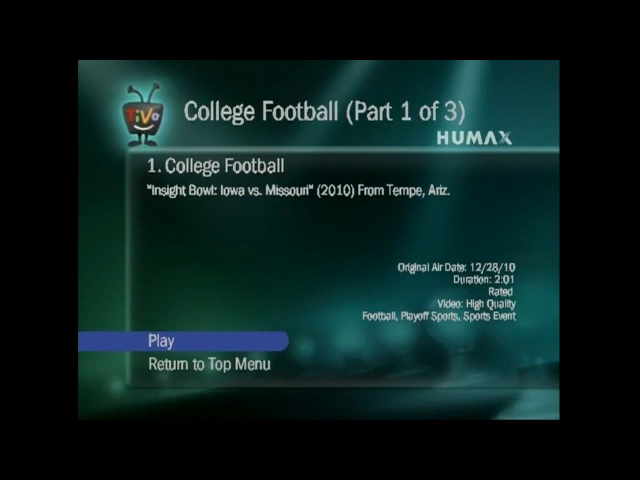 TiVo
College Football (Part 1 of 3)
HUMAX
1. College Football
"Insight Bowl: Iowa vs. Missouri" (2010) From Tempe, Ariz.
Original Air Date: 12/28/10
Duration: 2:01
Rated
Video: High Quality
Football, Playoff Sports, Sports Event
Play
Return to Top Menu